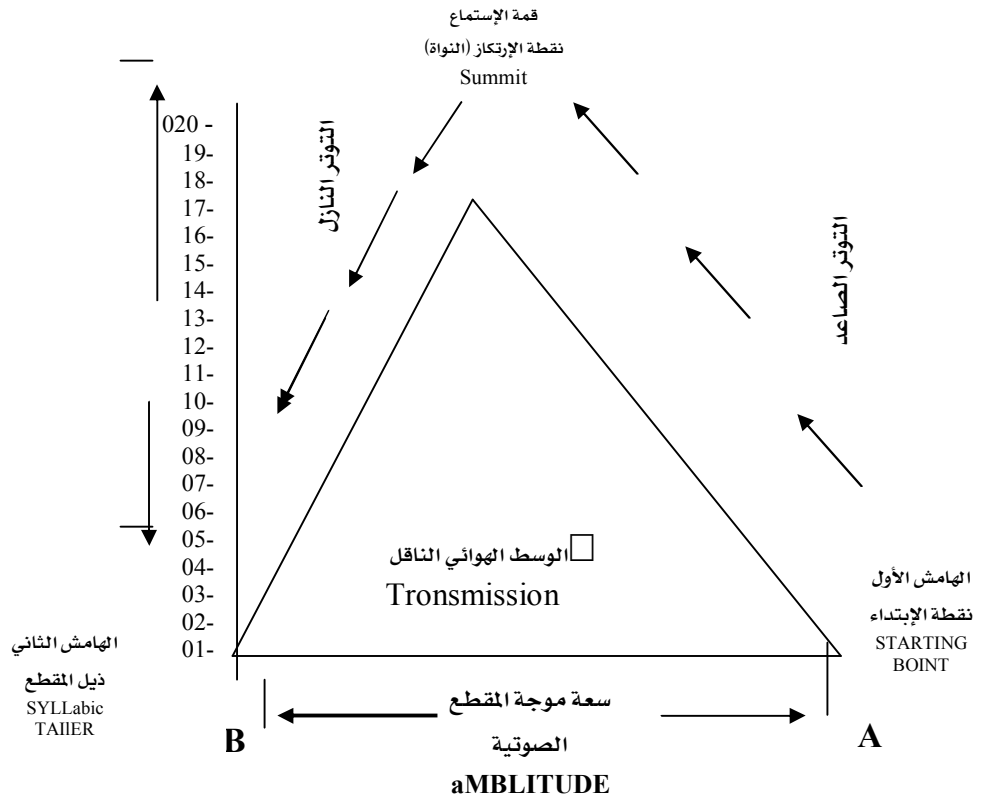 قمة الإستماع
نقطة الإرتكاز (النواة)
Summit
التوتر النازل
التوتر الصاعد
020 -
19-
18-
17-
16-
15-
14-
13-
12-
11-
10-
09-
08-
07-
06-
05-
04-
03-
02-
01-
الوسط الهوائي الناقل
Tronsmission
الهامش الأول
نقطة الإبتداء
STARTING
BOINT
الهامش الثاني
ذيل المقطع
SYLLabic
TAIlER
A
سعة موجة المقطع
الصوتية
aMBLITUDE
B